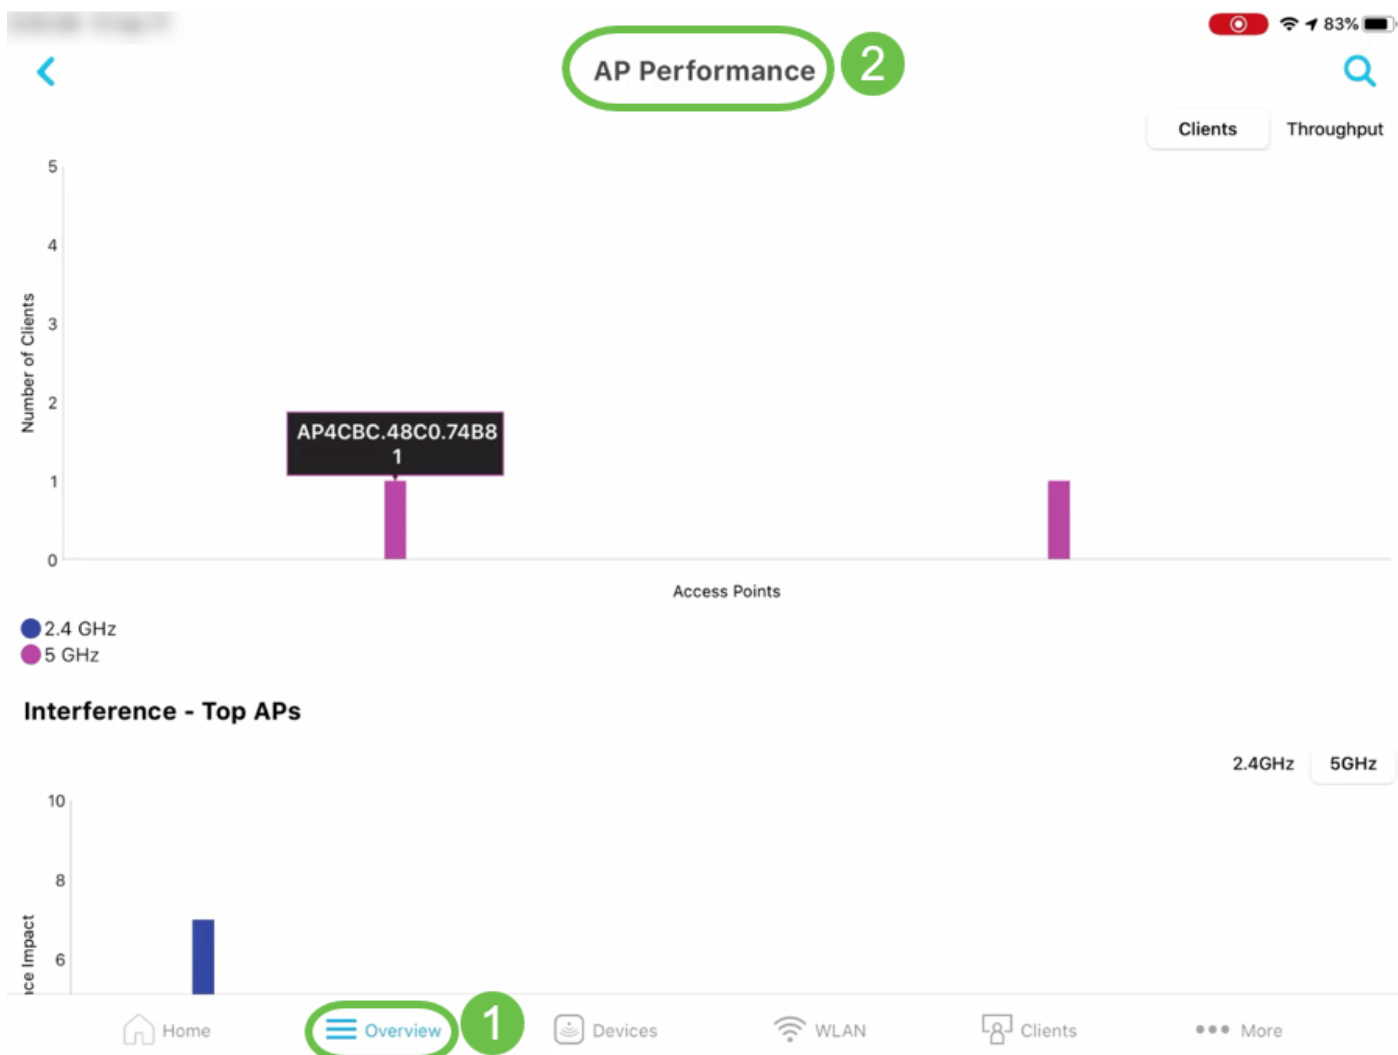 83%
AP Performance
2
Clients
Throughput
5
4
3
2
1
0
Number of Clients
AP4CBC.48C0.74B8
1
Access Points
2.4 GHz
5 GHz
Interference - Top APs
2.4GHz
5GHz
10
8
6
Impact
Home
Overview
1
Devices
WLAN
Clients
More